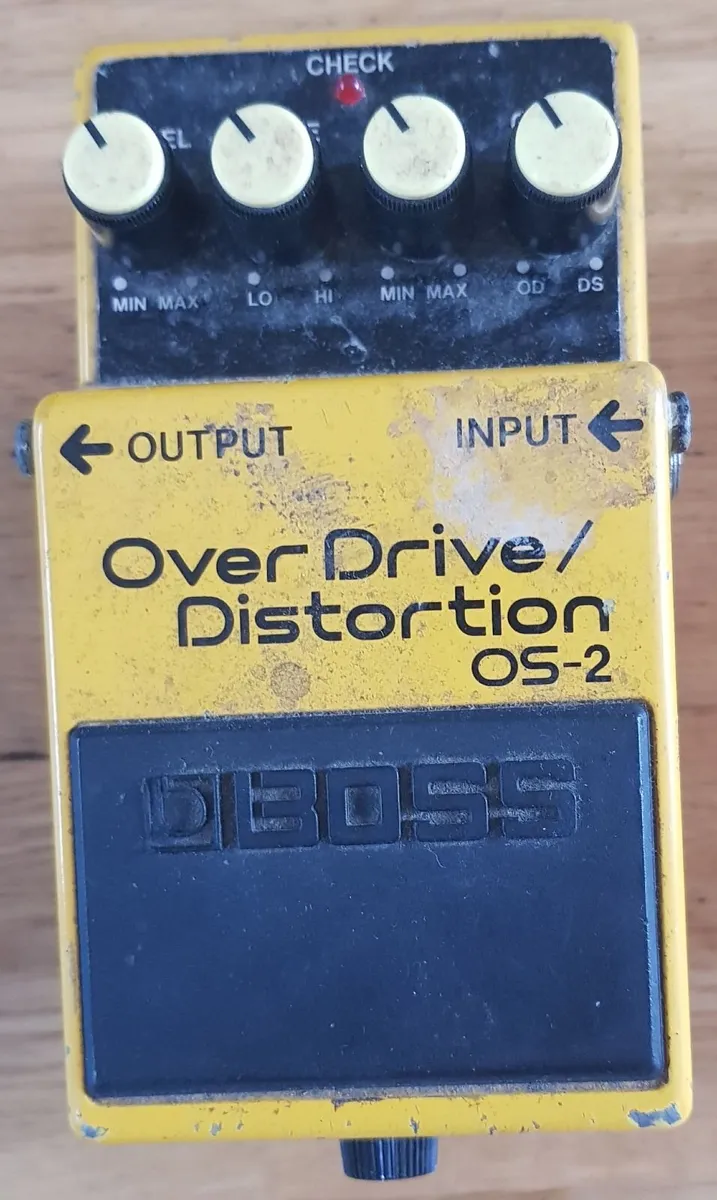 CHECK
MIN MAX LO HI MIN MAX OD DS
OUTPUT INPUT
Over Drive/
Distortion
OS-2
BOSS